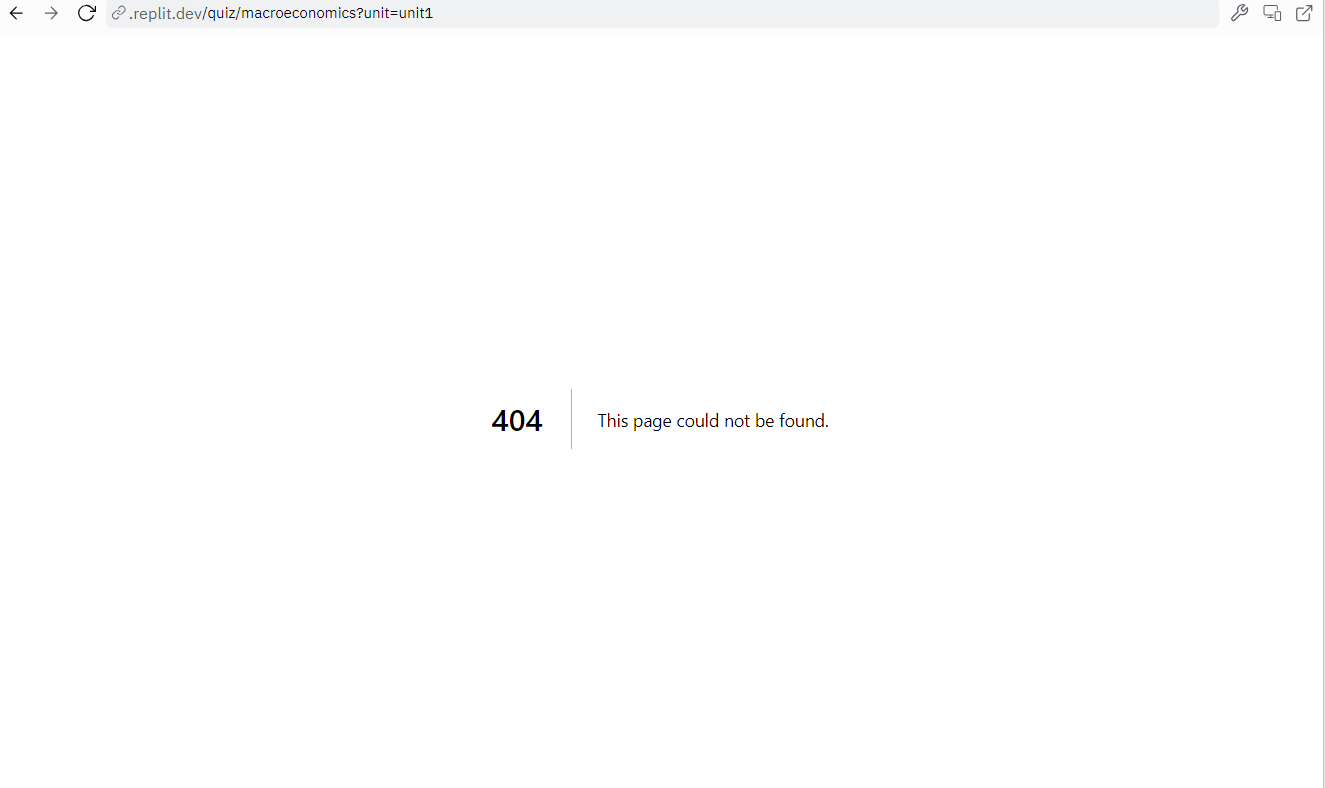 .replit.dev/quiz/macroeconomics?unit=unit1
404
This page could not be found.